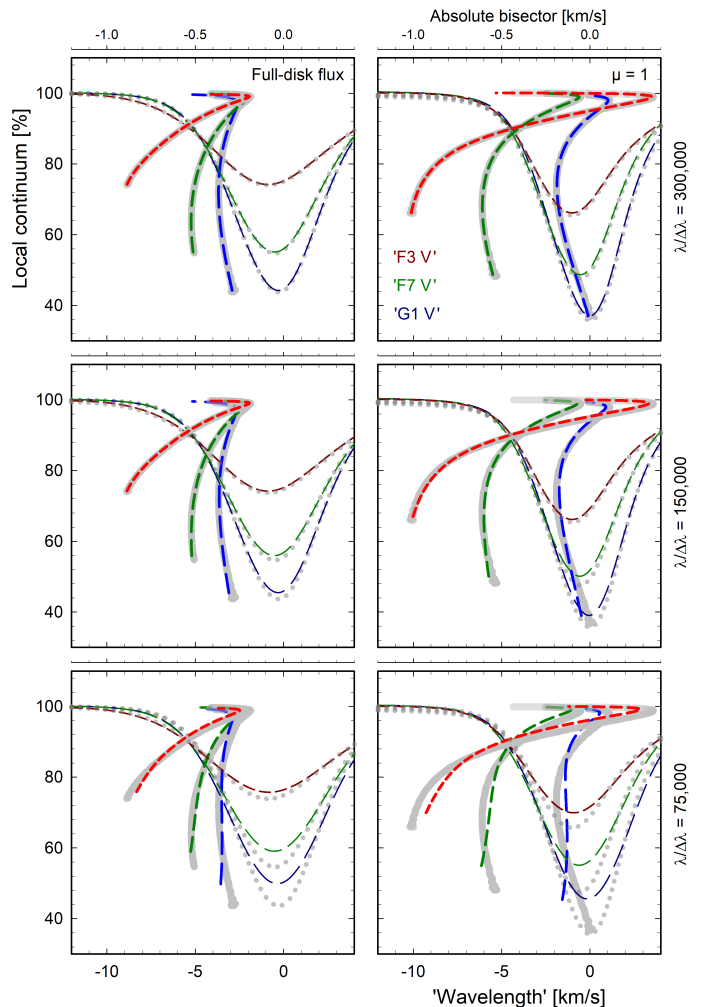 Absolute bisector [km/s]
-1.0 -0.5 0.0 -1.0 -0.5 0.0
Full-disk flux
μ = 1
100
80
60
40
'F3 V'
'F7 V'
'G1 V'
λ/Δλ = 300,000
Local continuum [%]
100
80
60
40
λ/Δλ = 150,000
100
80
60
40
λ/Δλ = 75,000
-10 -5 0 -10 -5 0
'Wavelength' [km/s]